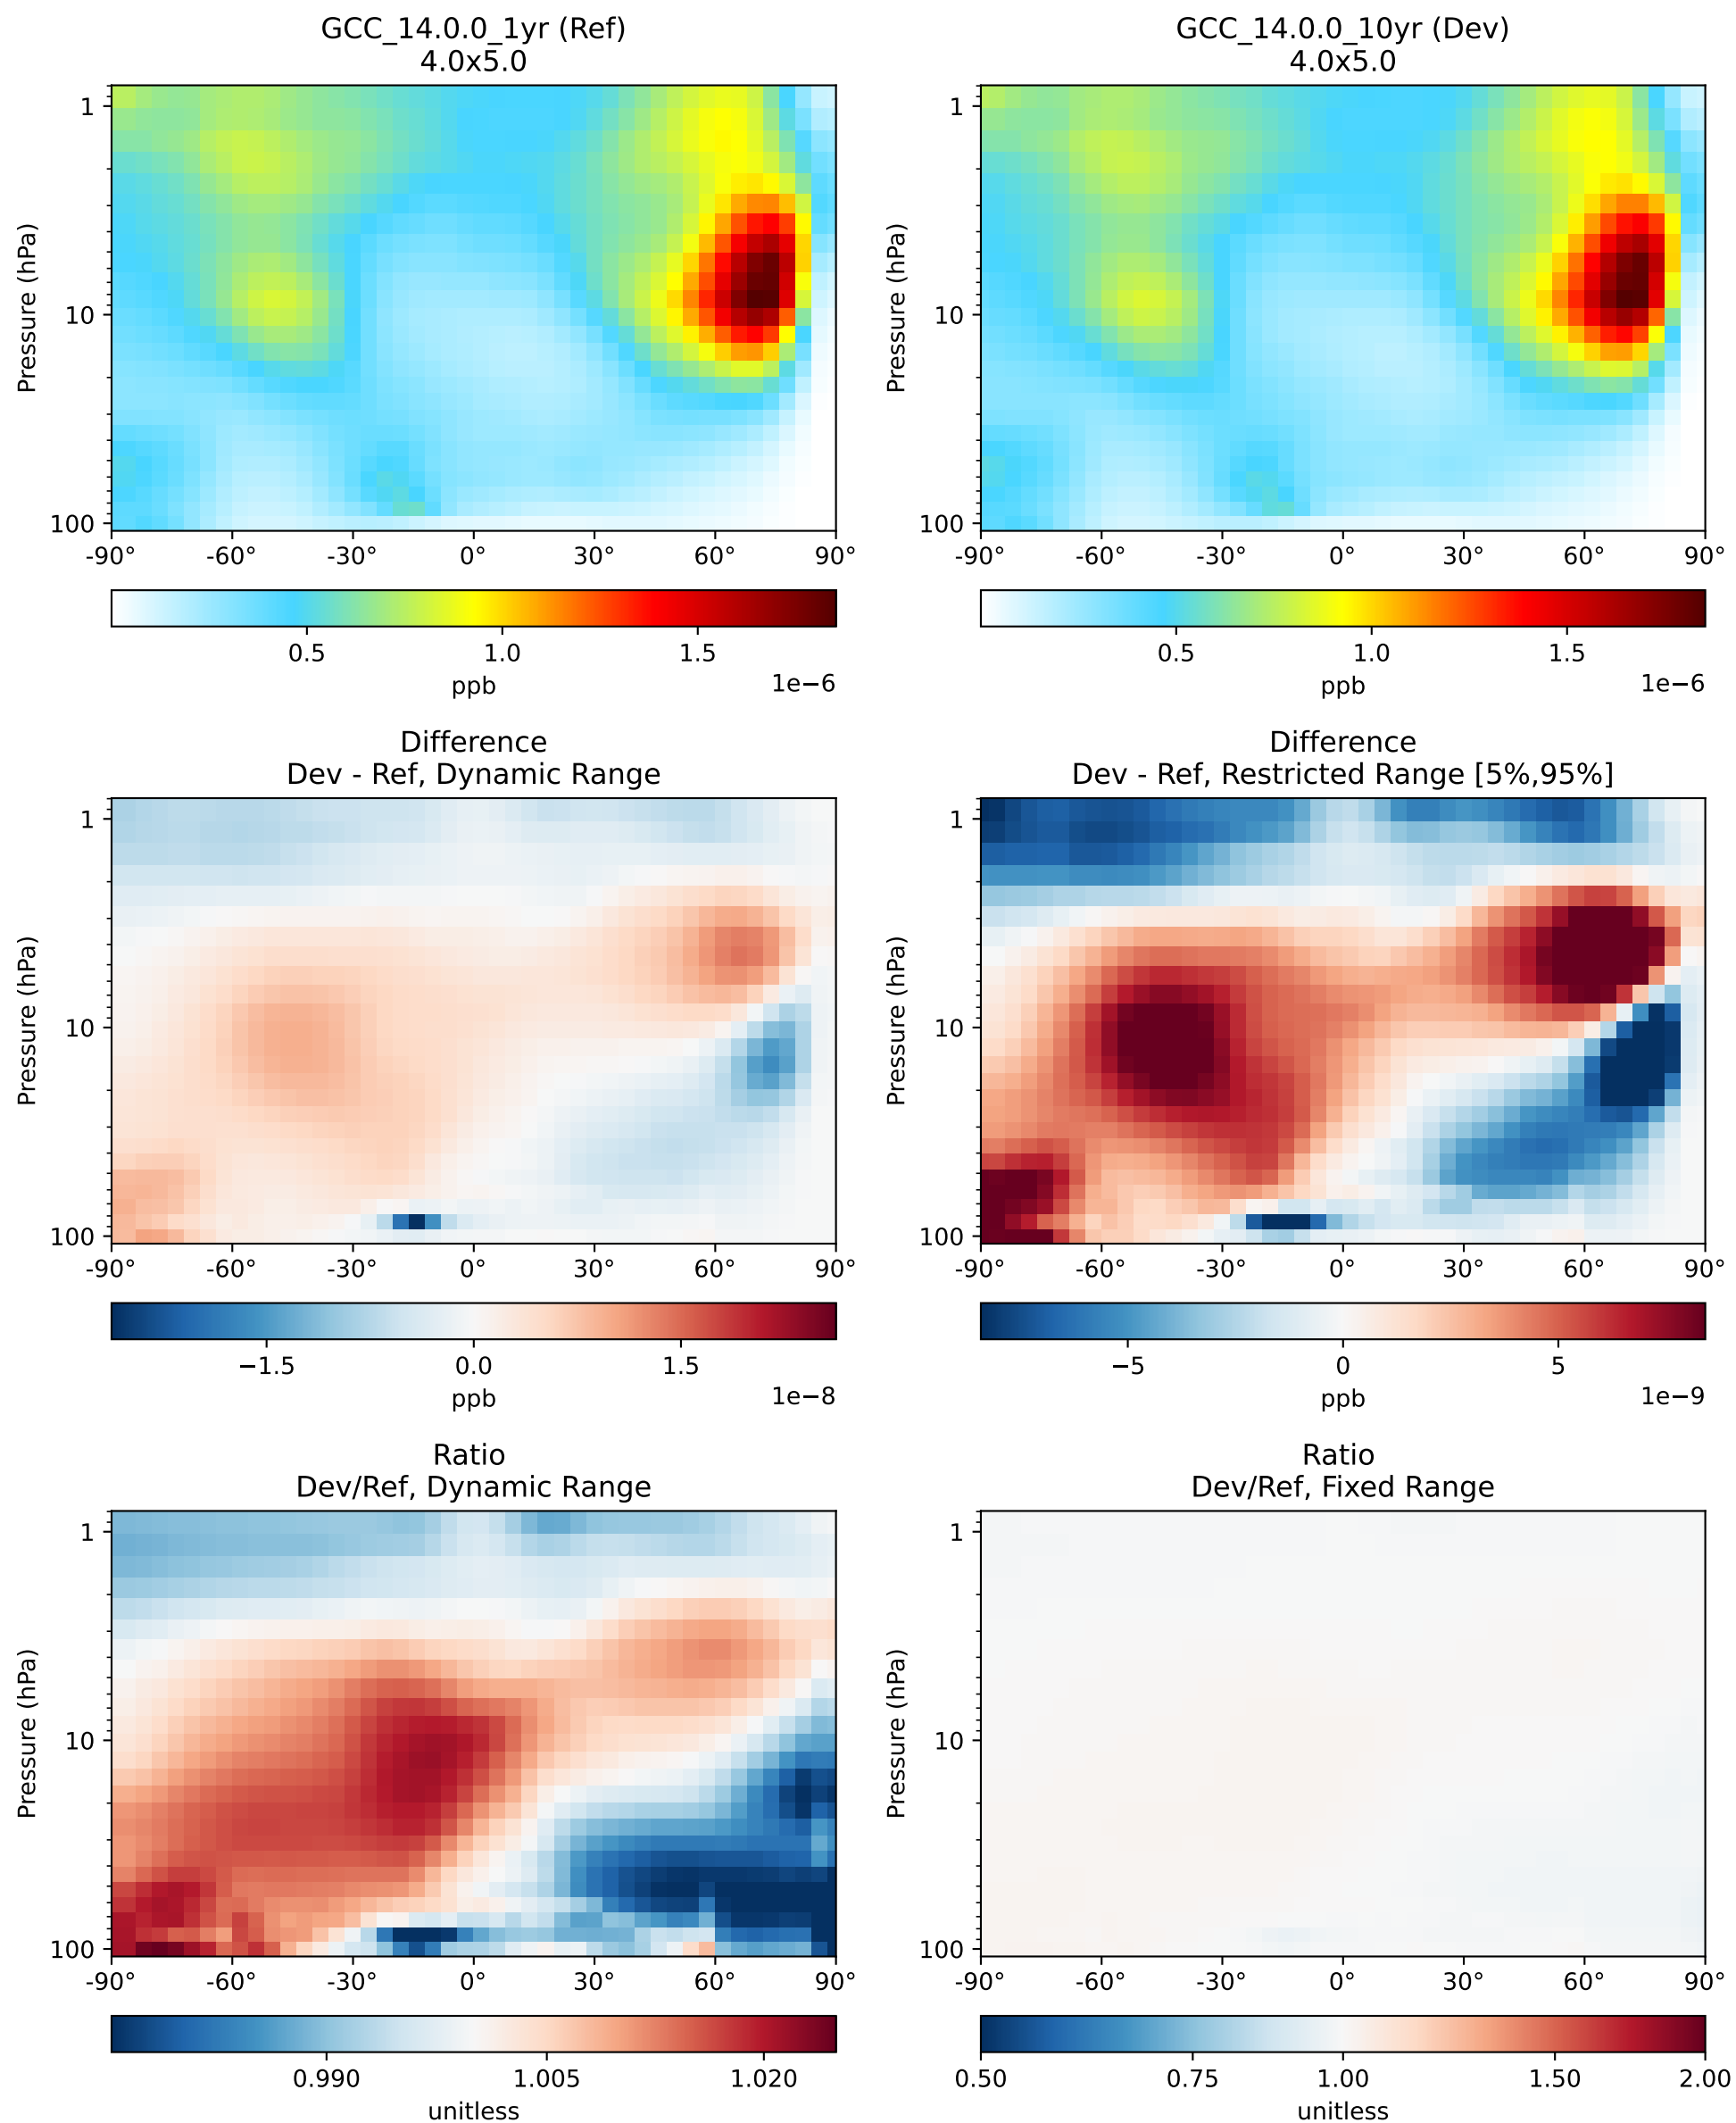 GCC_14.0.0_1yr (Ref)
4.0x5.0
Pressure (hPa)
1
10
100
-90° -60° -30° 0° 30° 60° 90°
0.5 1.0 1.5
ppb 1e−6
GCC_14.0.0_10yr (Dev)
4.0x5.0
Pressure (hPa)
1
10
100
-90° -60° -30° 0° 30° 60° 90°
0.5 1.0 1.5
ppb 1e−6
Difference
Dev - Ref, Dynamic Range
Pressure (hPa)
1
10
100
-90° -60° -30° 0° 30° 60° 90°
−1.5 0.0 1.5
ppb 1e−8
Difference
Dev - Ref, Restricted Range [5%,95%]
Pressure (hPa)
1
10
100
-90° -60° -30° 0° 30° 60° 90°
−5 0 5
ppb 1e−9
Ratio
Dev/Ref, Dynamic Range
Pressure (hPa)
1
10
100
-90° -60° -30° 0° 30° 60° 90°
0.990 1.005 1.020
unitless
Ratio
Dev/Ref, Fixed Range
Pressure (hPa)
1
10
100
-90° -60° -30° 0° 30° 60° 90°
0.50 0.75 1.00 1.50 2.00
unitless